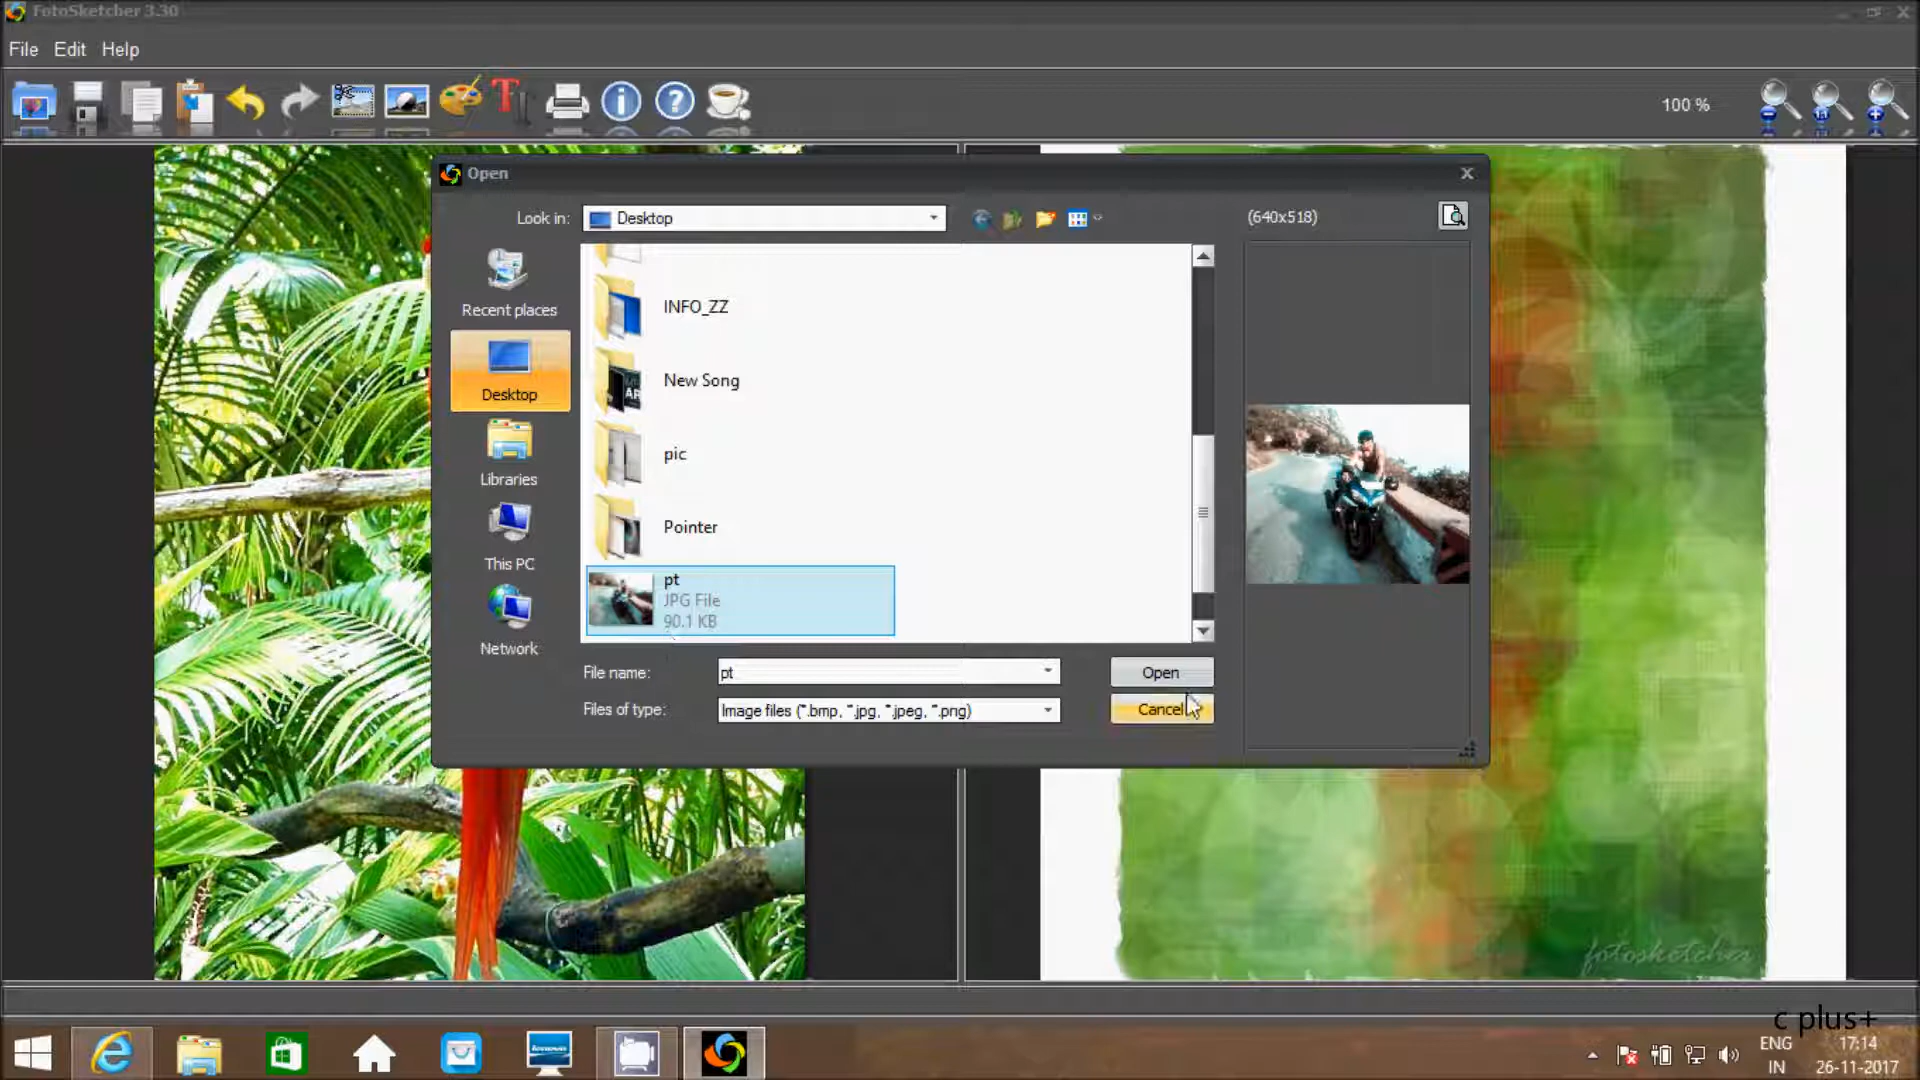 FotoSketcher 3.30
File Edit Help
100 %
Open
Look in: Desktop
(640x518)
Recent places
Desktop
Libraries
This PC
Network
INFO_ZZ
New Song
pic
Pointer
pt
JPG File
90.1 KB
File name: pt
Open
Files of type: Image files (*.bmp, *.jpg, *.jpeg, *.png)
Cancel
fotosketcher
c plus+
ENG
IN
17:14
26-11-2017